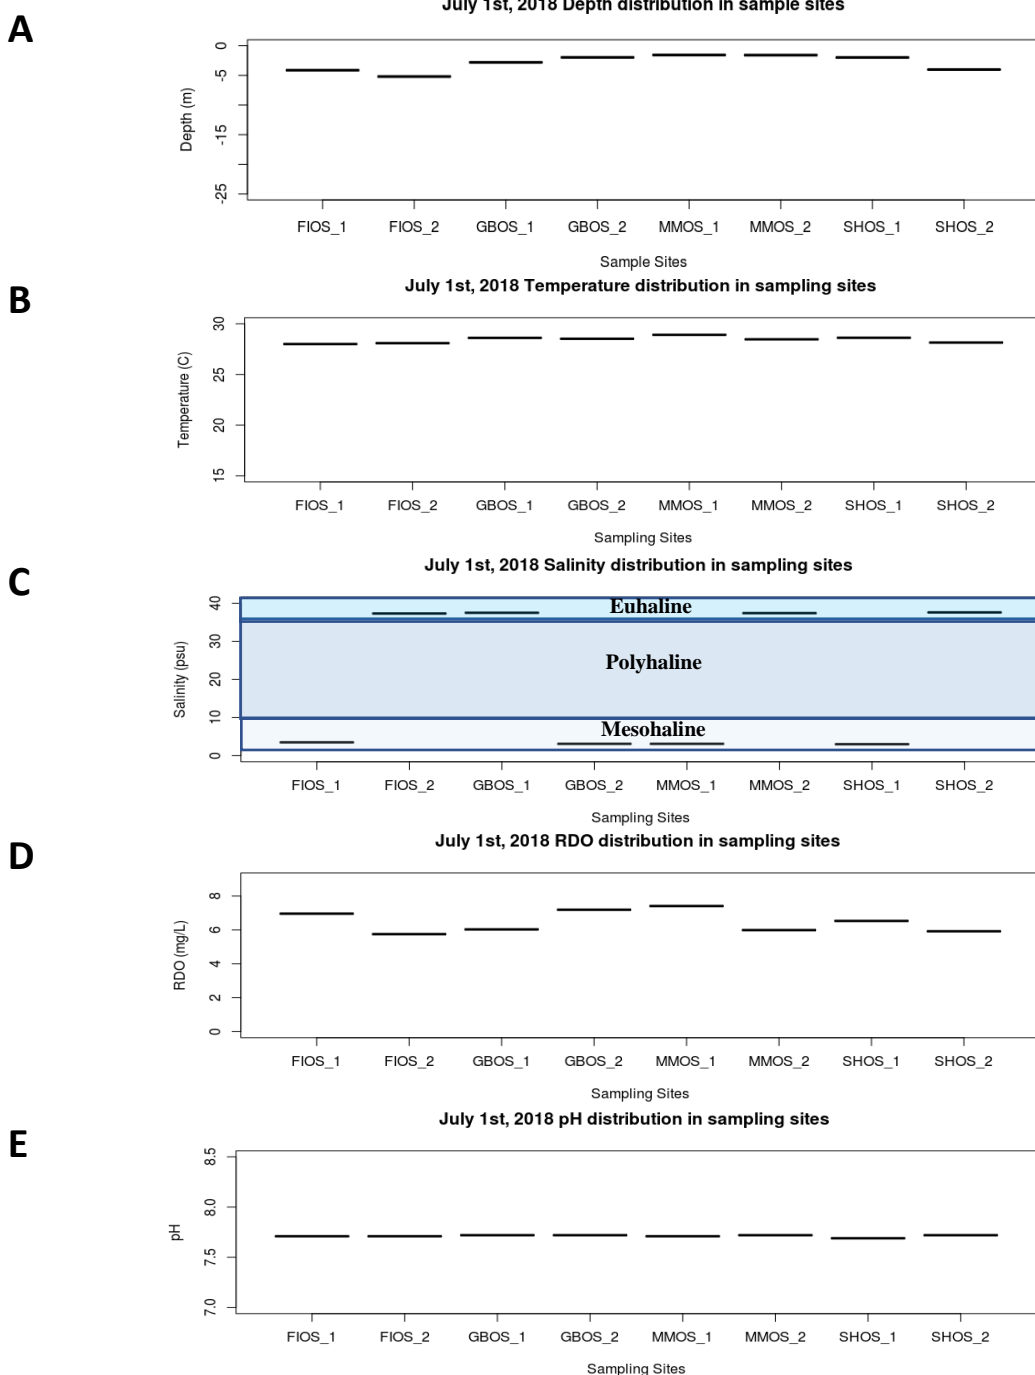 July 1st, 2018 Depth distribution in sample sites
A
0
-5
-15
-25
Depth (m)
FIOS_1 FIOS_2 GBOS_1 GBOS_2 MMOS_1 MMOS_2 SHOS_1 SHOS_2
Sample Sites
B
July 1st, 2018 Temperature distribution in sampling sites
30
25
20
15
Temperature (C)
FIOS_1 FIOS_2 GBOS_1 GBOS_2 MMOS_1 MMOS_2 SHOS_1 SHOS_2
Sampling Sites
C
July 1st, 2018 Salinity distribution in sampling sites
40
30
20
10
0
Salinity (psu)
Euhaline
Polyhaline
Mesohaline
FIOS_1 FIOS_2 GBOS_1 GBOS_2 MMOS_1 MMOS_2 SHOS_1 SHOS_2
Sampling Sites
D
July 1st, 2018 RDO distribution in sampling sites
8
6
4
2
0
RDO (mg/L)
FIOS_1 FIOS_2 GBOS_1 GBOS_2 MMOS_1 MMOS_2 SHOS_1 SHOS_2
Sampling Sites
E
July 1st, 2018 pH distribution in sampling sites
8.5
8.0
7.5
7.0
pH
FIOS_1 FIOS_2 GBOS_1 GBOS_2 MMOS_1 MMOS_2 SHOS_1 SHOS_2
Sampling Sites